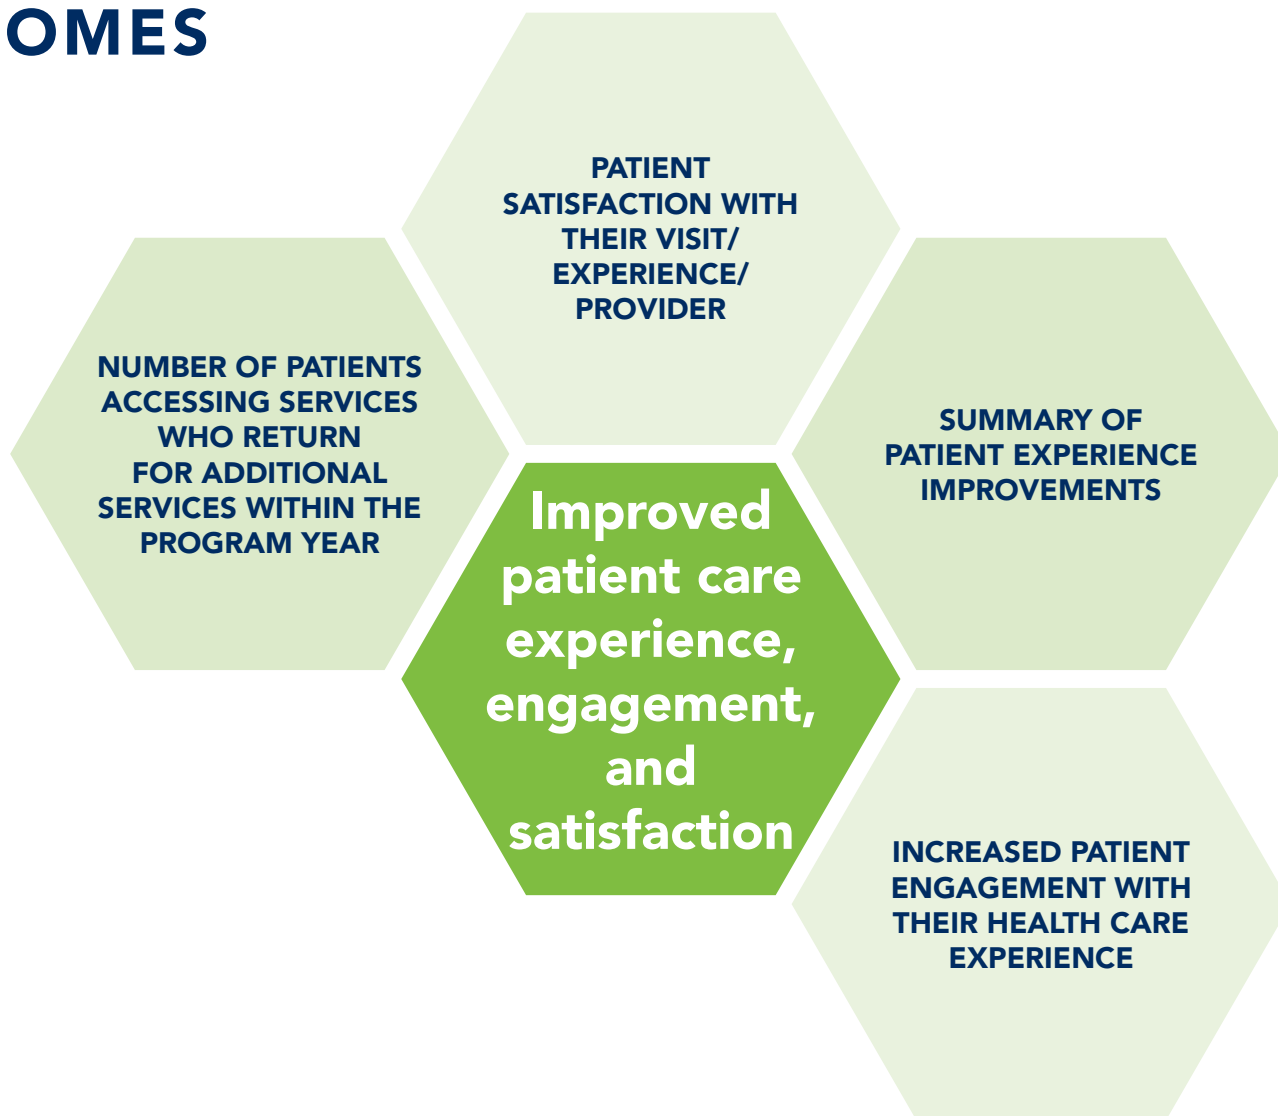 OMES
PATIENT
SATISFACTION WITH
THEIR VISIT/
EXPERIENCE/
PROVIDER
NUMBER OF PATIENTS
ACCESSING SERVICES
WHO RETURN
FOR ADDITIONAL
SERVICES WITHIN THE
PROGRAM YEAR
SUMMARY OF
PATIENT EXPERIENCE
IMPROVEMENTS
Improved
patient care
experience,
engagement,
and
satisfaction
INCREASED PATIENT
ENGAGEMENT WITH
THEIR HEALTH CARE
EXPERIENCE